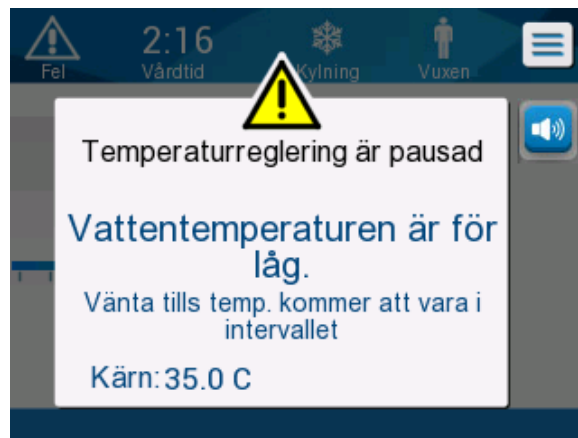 2:16
Fel
Vårdtid
Kylning
Vuxen
Temperaturreglering är pausad
Vattentemperaturen är för
låg.
Vänta tills temp. kommer att vara i
intervallet
Kärn: 35.0 C